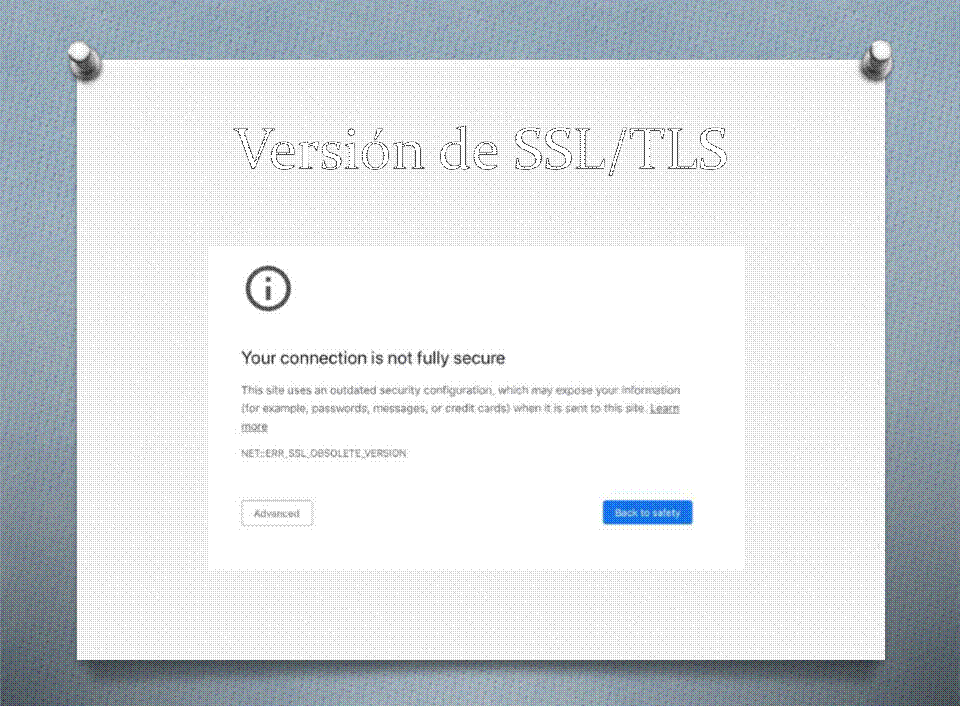 Versión de SSL/TLS
Your connection is not fully secure
This site uses an outdated security configuration, which may expose your information
(for example, passwords, messages, or credit cards) when it is sent to this site. Learn
more
NET::ERR_SSL_OBSOLETE_VERSION
Advanced
Back to safety